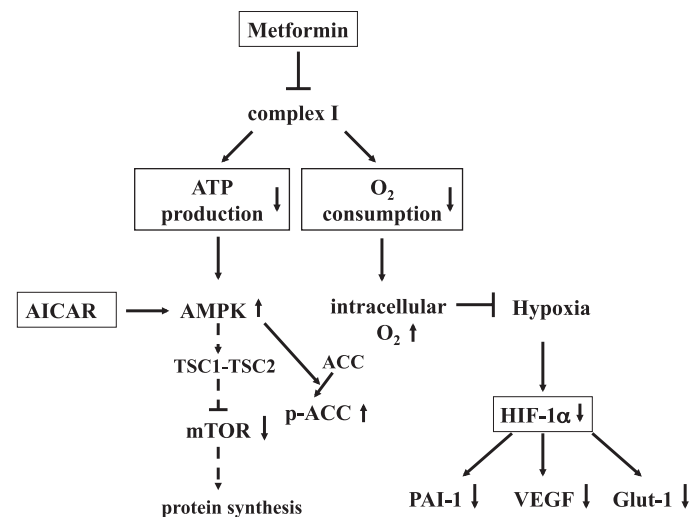 Metformin
complex I
ATP
production
O₂
consumption
AICAR
AMPK
intracellular
O₂
Hypoxia
TSC1-TSC2
ACC
p-ACC
mTOR
HIF-1α
protein synthesis
PAI-1
VEGF
Glut-1